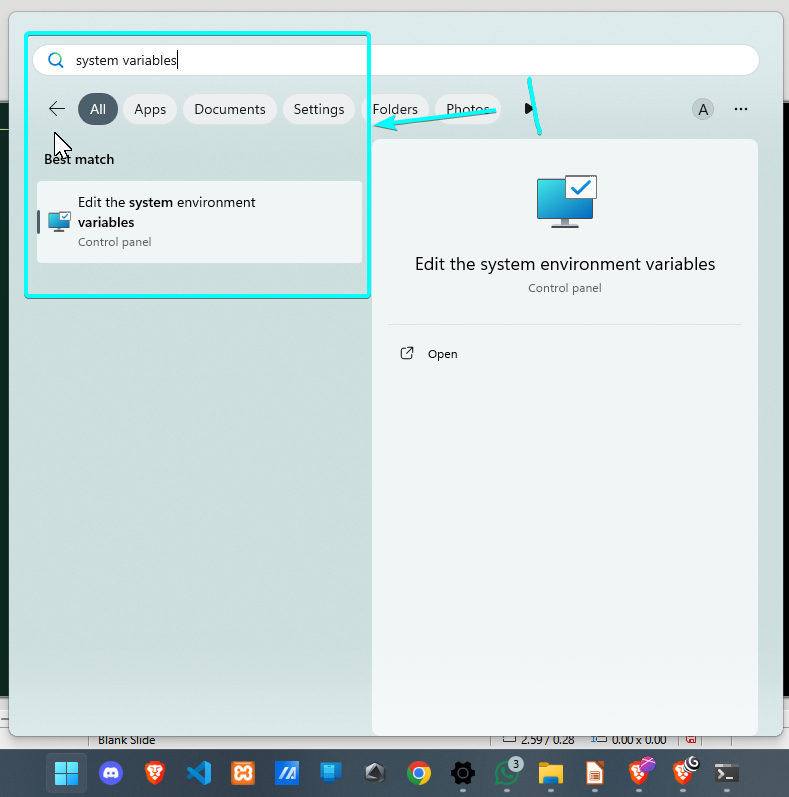 system variables
All
Apps
Documents
Settings
Folders
Photos
A
Best match
Edit the system environment
variables
Control panel
Edit the system environment variables
Control panel
Open
Blank Slide
2.59 / 0.28
0.00 x 0.00
3